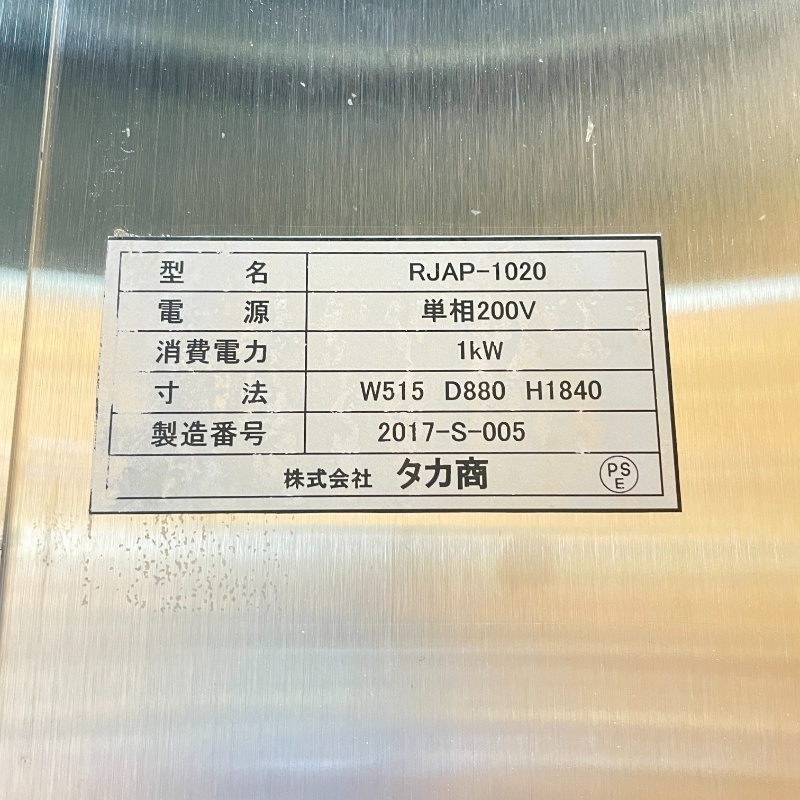 型 名 RJAP-1020
電 源 単相200V
消費電力 1kW
寸 法 W515 D880 H1840
製造番号 2017-S-005
株式会社 タカ商 PSE